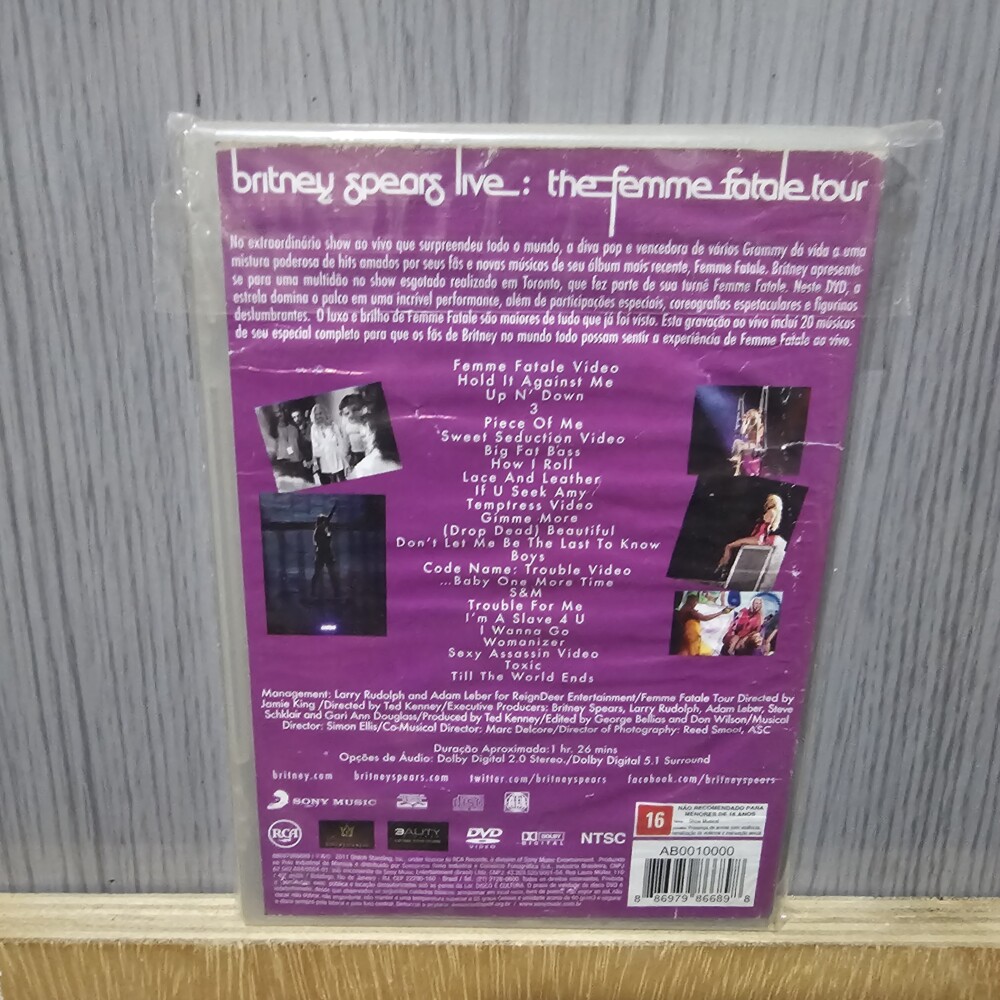 britney spears live: the femme fatale tour
No extraordinário show ao vivo que surpreendeu todo o mundo, a diva pop e vencedora de vários Grammy dá vida a uma
mistura poderosa de hits amados por seus fãs e novas músicas de seu álbum mais recente, Femme Fatale. Britney apresenta-
se para uma multidão no show esgotado realizado em Toronto, que fez parte de sua turnê Femme Fatale. Neste DVD, a
estrela domina o palco em uma incrível performance, além de participações especiais, coreografias espetaculares e figurinos
deslumbrantes. O luxo e brilho de Femme Fatale são maiores de tudo que já foi visto. Esta gravação ao vivo inclui 20 músicas
de seu especial completo para que os fãs de Britney no mundo todo possam sentir a experiência de Femme Fatale ao vivo.
Femme Fatale Video
Hold It Against Me
Up N' Down
3
Piece Of Me
Sweet Seduction Video
Big Fat Bass
How I Roll
Lace And Leather
If U Seek Amy
Temptress Video
Gimme More
(Drop Dead) Beautiful
Don't Let Me Be The Last To Know
Boys
Code Name: Trouble Video
...Baby One More Time
S&M
Trouble For Me
I'm A Slave 4 U
I Wanna Go
Womanizer
Sexy Assassin Video
Toxic
Till The World Ends
Management: Larry Rudolph and Adam Leber for ReignDeer Entertainment/Femme Fatale Tour Directed by
Jamie King /Directed by Ted Kenney/Executive Producers: Britney Spears, Larry Rudolph, Adam Leber, Steve
Schklair and Gari Ann Douglass/Produced by Ted Kenney/Edited by George Bellias and Don Wilson/Musical
Director: Simon Ellis/Co-Musical Director: Marc Delcore/Director of Photography: Reed Smoot, ASC
Duração Aproximada:1 hr. 26 mins
Opções de Áudio: Dolby Digital 2.0 Stereo./Dolby Digital 5.1 Surround
britney.com britneyspears.com twitter.com/britneyspears facebook.com/britneyspears
SONY MUSIC
RCA 3ALITY DVD VIDEO DOLBY DIGITAL NTSC
16 NÃO RECOMENDADO PARA
MENORES DE 16 ANOS
AB0010000
8 86979 86689 8